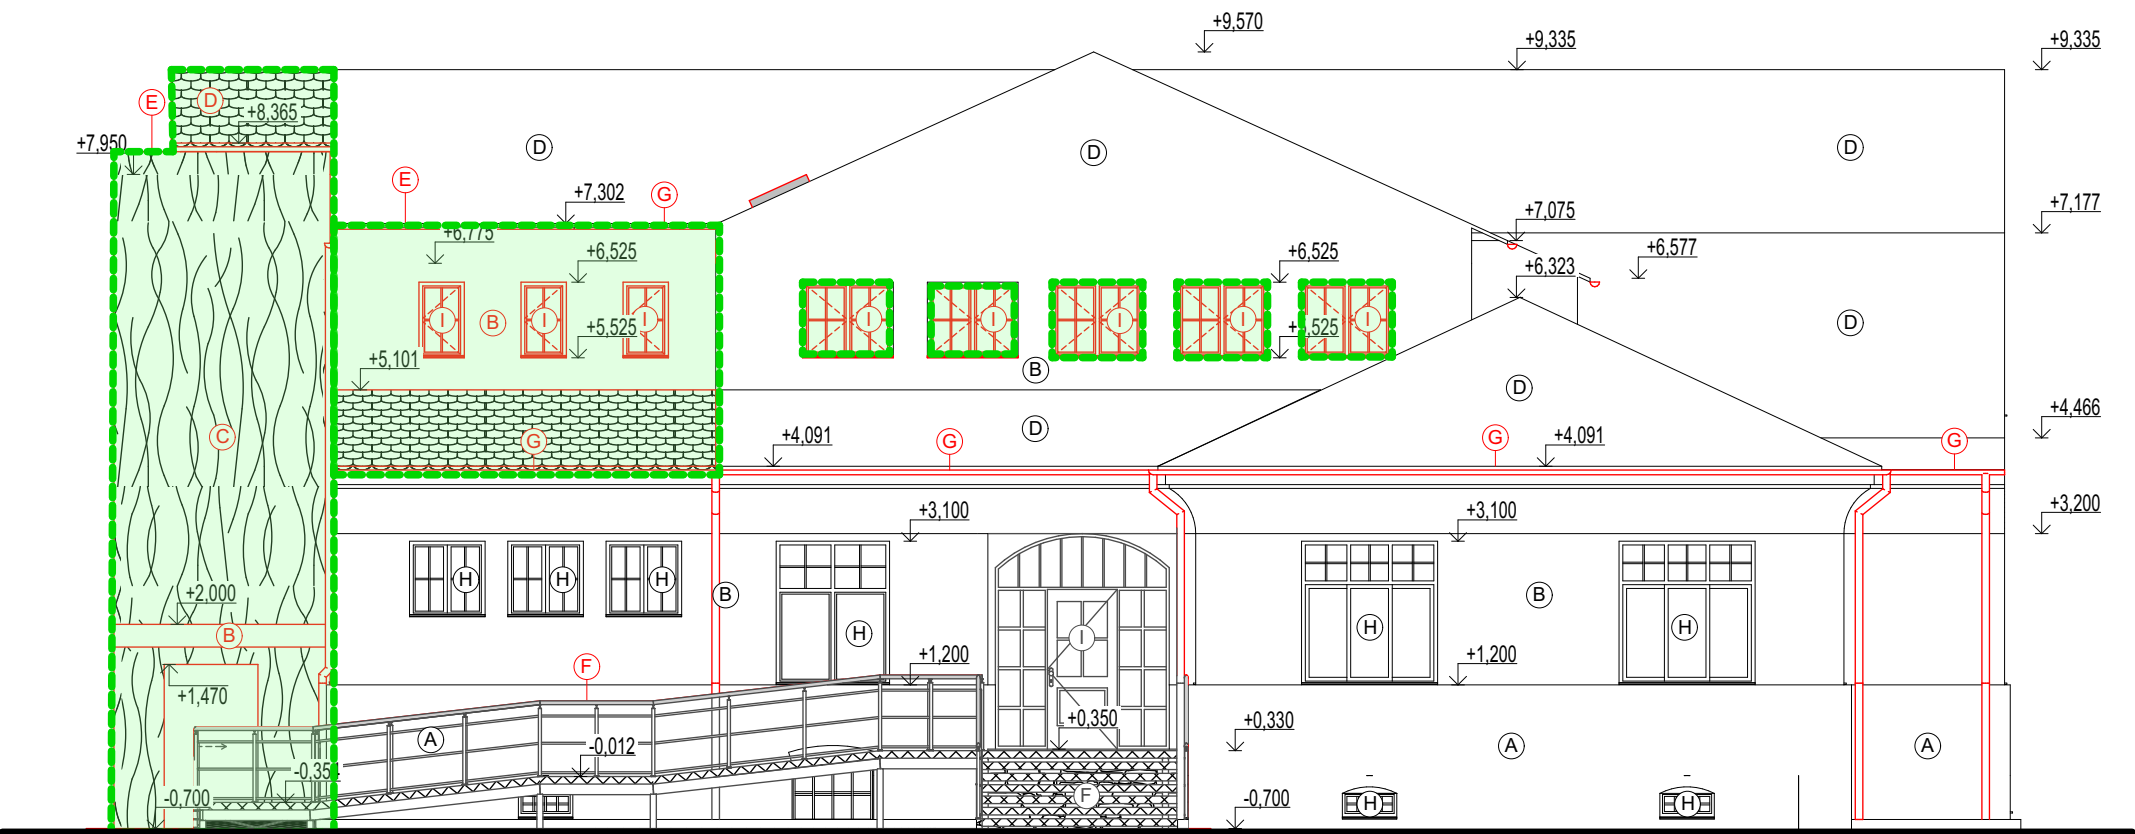 +9,570
+9,335
+9,335
E
D
+8,365
+7,950
D
D
D
E
G
+7,302
+7,075
+7,177
+6,775
+6,525
+6,525
+6,577
+6,323
I
B
I
I
I
I
I
I
I
D
+5,525
+5,525
+5,101
B
D
C
G
+4,091
G
D
G
+4,091
G
+4,466
+3,100
+3,100
+3,200
H
H
H
B
H
I
H
B
H
+2,000
B
F
+1,200
+1,200
+1,470
A
-0,012
+0,350
+0,330
A
A
-0,354
-0,700
F
-0,700
H
H